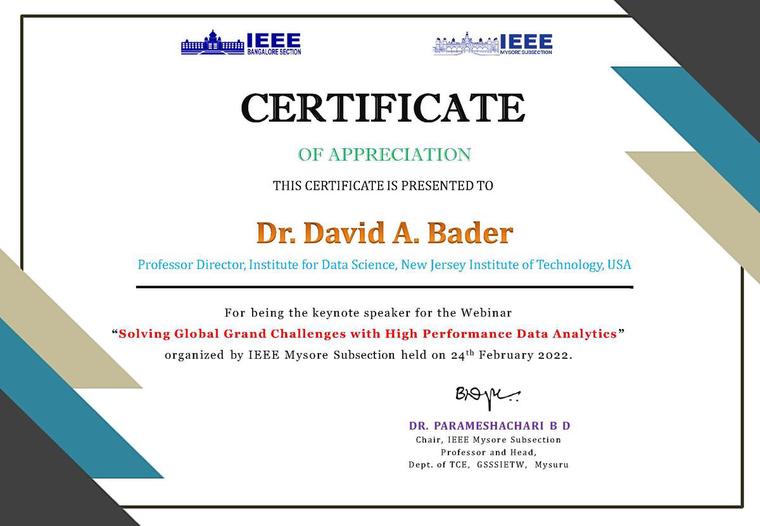 IEEE
BANGALORE SECTION
IEEE
MYSORE SUBSECTION
CERTIFICATE
OF APPRECIATION
THIS CERTIFICATE IS PRESENTED TO
Dr. David A. Bader
Professor Director, Institute for Data Science, New Jersey Institute of Technology, USA
For being the keynote speaker for the Webinar
“Solving Global Grand Challenges with High Performance Data Analytics”
organized by IEEE Mysore Subsection held on 24th February 2022.
DR. PARAMESHACHARI B D
Chair, IEEE Mysore Subsection
Professor and Head,
Dept. of TCE, GSSSIETW, Mysuru